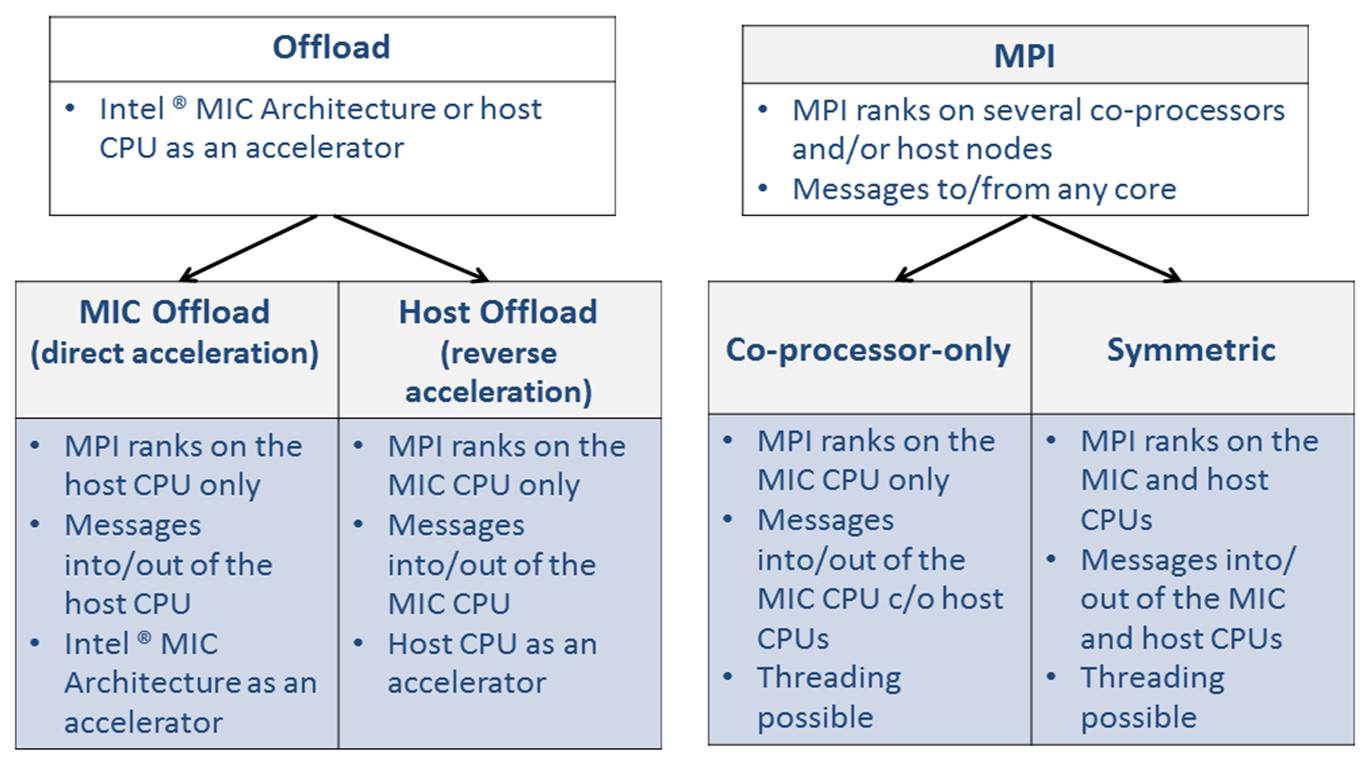 Offload
• Intel ® MIC Architecture or host
CPU as an accelerator
MPI
• MPI ranks on several co-processors
and/or host nodes
• Messages to/from any core
MIC Offload
(direct acceleration)
Host Offload
(reverse
acceleration)
• MPI ranks on the
host CPU only
• Messages
into/out of the
host CPU
• Intel ® MIC
Architecture as an
accelerator
• MPI ranks on the
MIC CPU only
• Messages
into/out of the
MIC CPU
• Host CPU as an
accelerator
Co-processor-only
Symmetric
• MPI ranks on the
MIC CPU only
• Messages
into/out of the
MIC CPU c/o host
CPUs
• Threading
possible
• MPI ranks on the
MIC and host
CPUs
• Messages into/
out of the MIC
and host CPUs
• Threading
possible